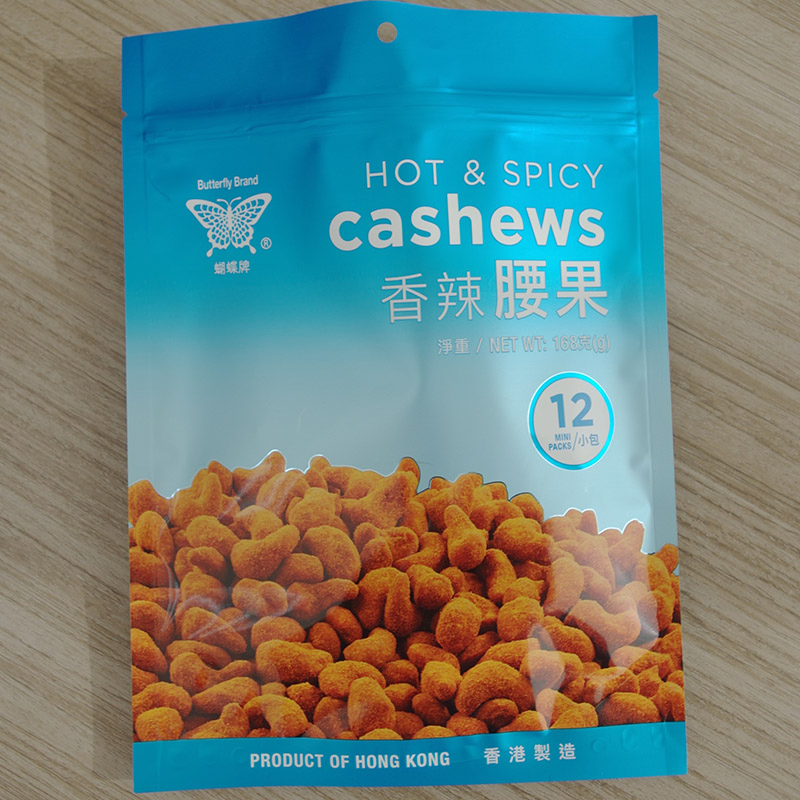 Butterfly Brand
®
蝴蝶牌
HOT & SPICY
cashews
香辣腰果
淨重 / NET WT: 168克(g)
12
MINI PACKS/小包
PRODUCT OF HONG KONG 香港製造